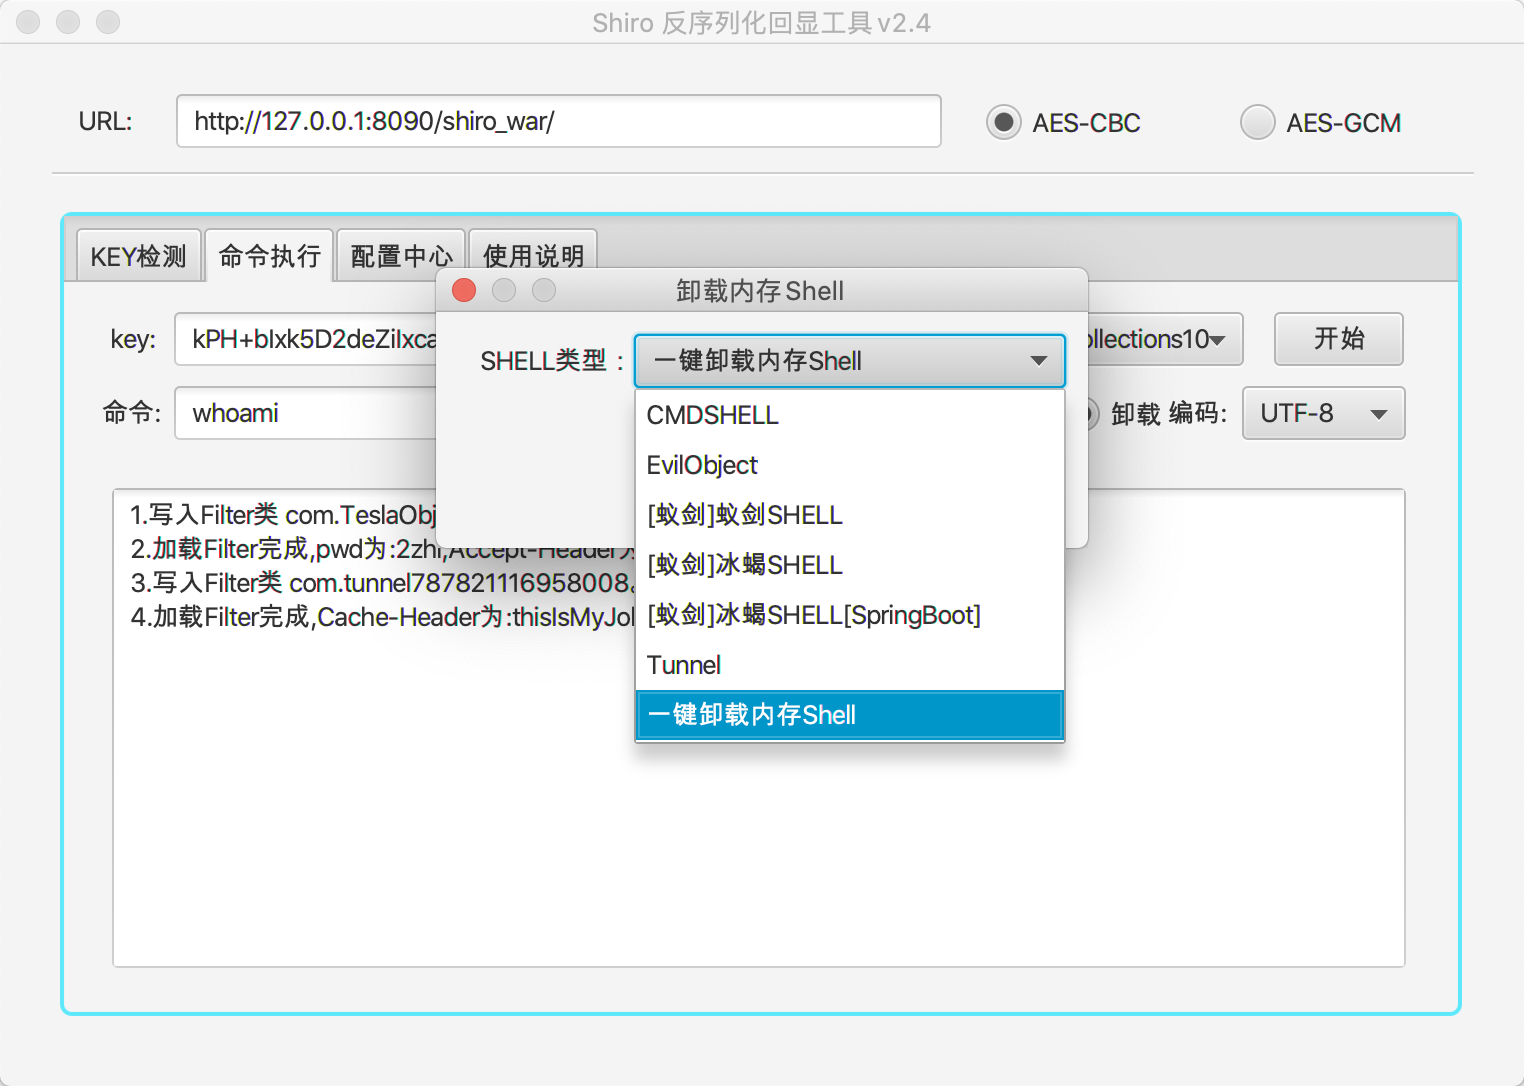 Shiro 反序列化回显工具 v2.4
URL: http://127.0.0.1:8090/shiro_war/ AES-CBC AES-GCM
KEY检测 命令执行 配置中心 使用说明
卸载内存Shell
key: kPH+bIxk5D2deZiIxca ollections10 开始
SHELL类型： 一键卸载内存Shell
命令: whoami 卸载 编码: UTF-8
CMDSHELL
EvilObject
[蚁剑]蚁剑SHELL
[蚁剑]冰蝎SHELL
[蚁剑]冰蝎SHELL[SpringBoot]
Tunnel
一键卸载内存Shell
1.写入Filter类 com.TeslaObj
2.加载Filter完成,pwd为:2zhi,Accept-Header为
3.写入Filter类 com.tunnel787821116958008.
4.加载Filter完成,Cache-Header为:thisIsMyJol